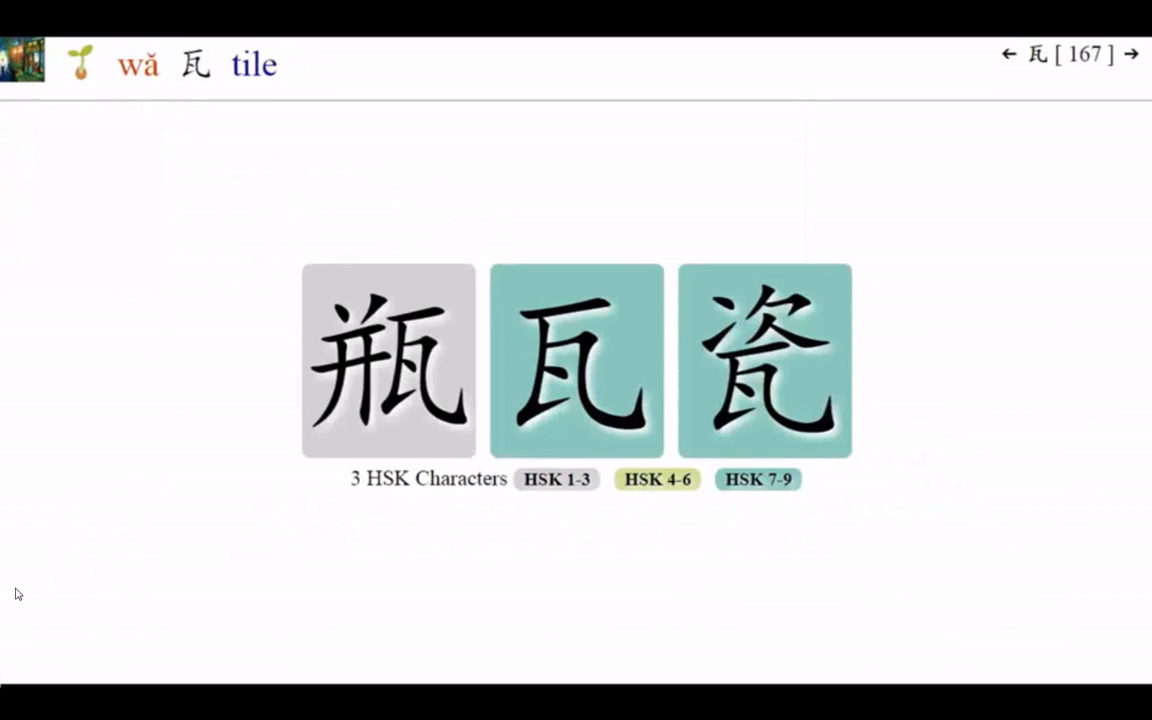 wǎ 瓦 tile
← 瓦 [ 167 ] →
瓶 瓦 瓷
3 HSK Characters HSK 1-3 HSK 4-6 HSK 7-9